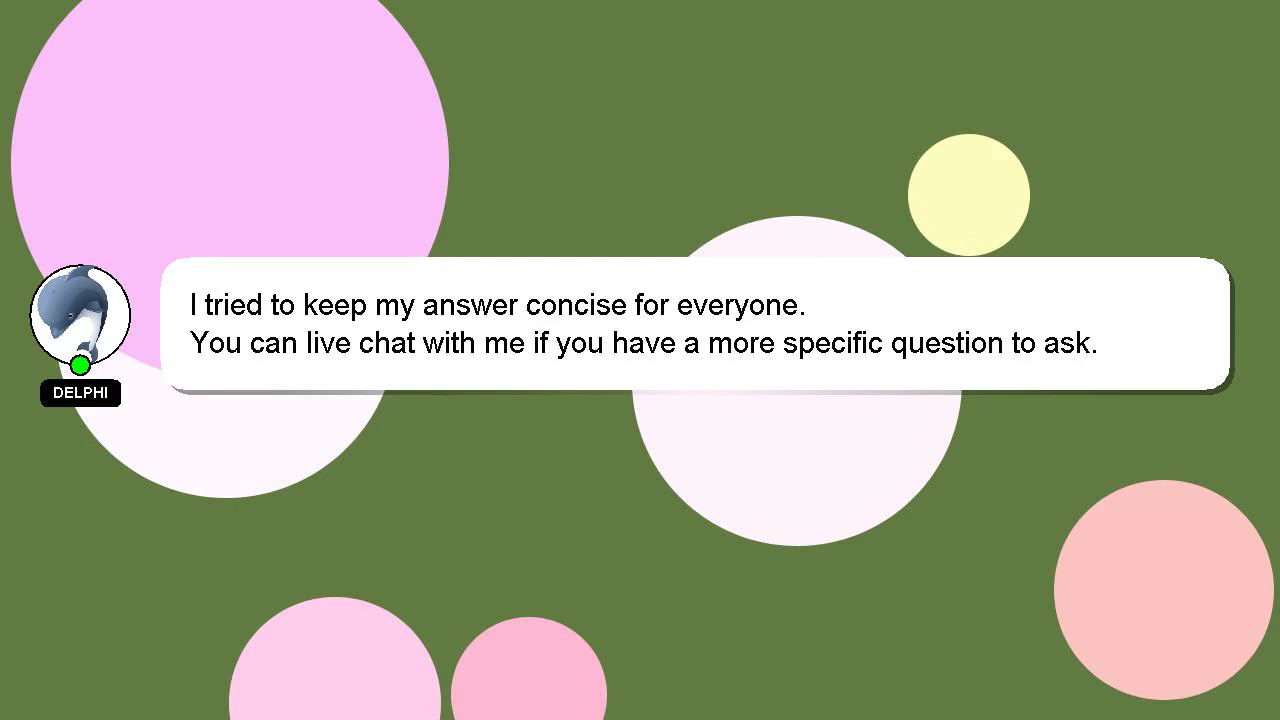 I tried to keep my answer concise for everyone.
You can live chat with me if you have a more specific question to ask.
DELPHI